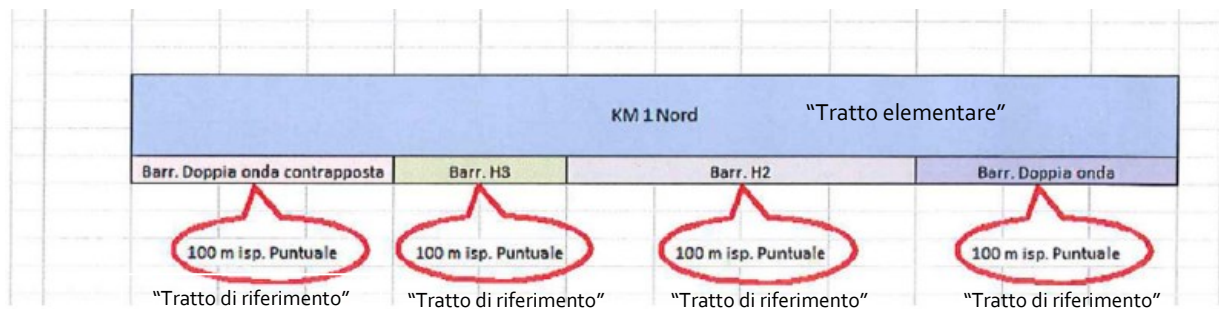 KM 1 Nord "Tratto elementare"
Barr. Doppia onda contrapposta Barr. H3 Barr. H2 Barr. Doppia onda
100 m isp. Puntuale 100 m isp. Puntuale 100 m isp. Puntuale 100 m isp. Puntuale
"Tratto di riferimento" "Tratto di riferimento" "Tratto di riferimento" "Tratto di riferimento"